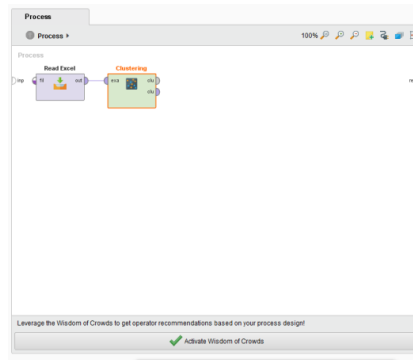 Process
Process
100%
Process
Read Excel
Clustering
inp
fil
out
exa
clu
clu
Leverage the Wisdom of Crowds to get operator recommendations based on your process design!
Activate Wisdom of Crowds